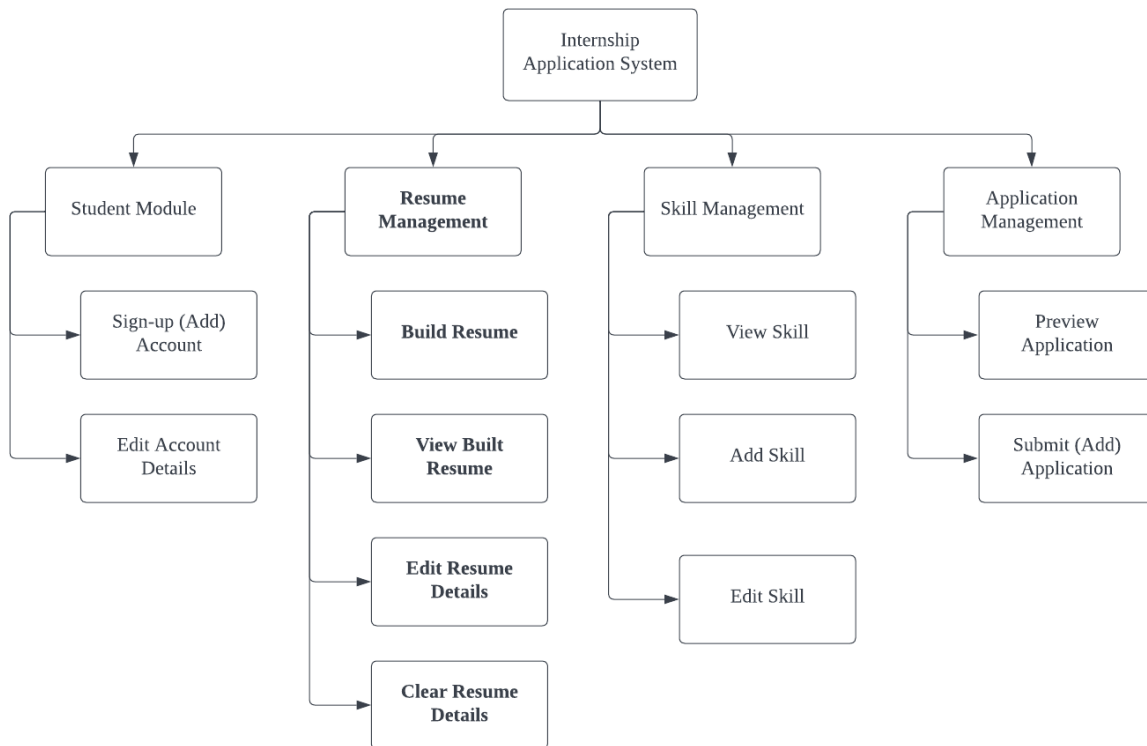 Internship
Application System
Student Module
Resume
Management
Skill Management
Application
Management
Sign-up (Add)
Account
Build Resume
View Skill
Preview
Application
Edit Account
Details
View Built
Resume
Add Skill
Submit (Add)
Application
Edit Resume
Details
Edit Skill
Clear Resume
Details